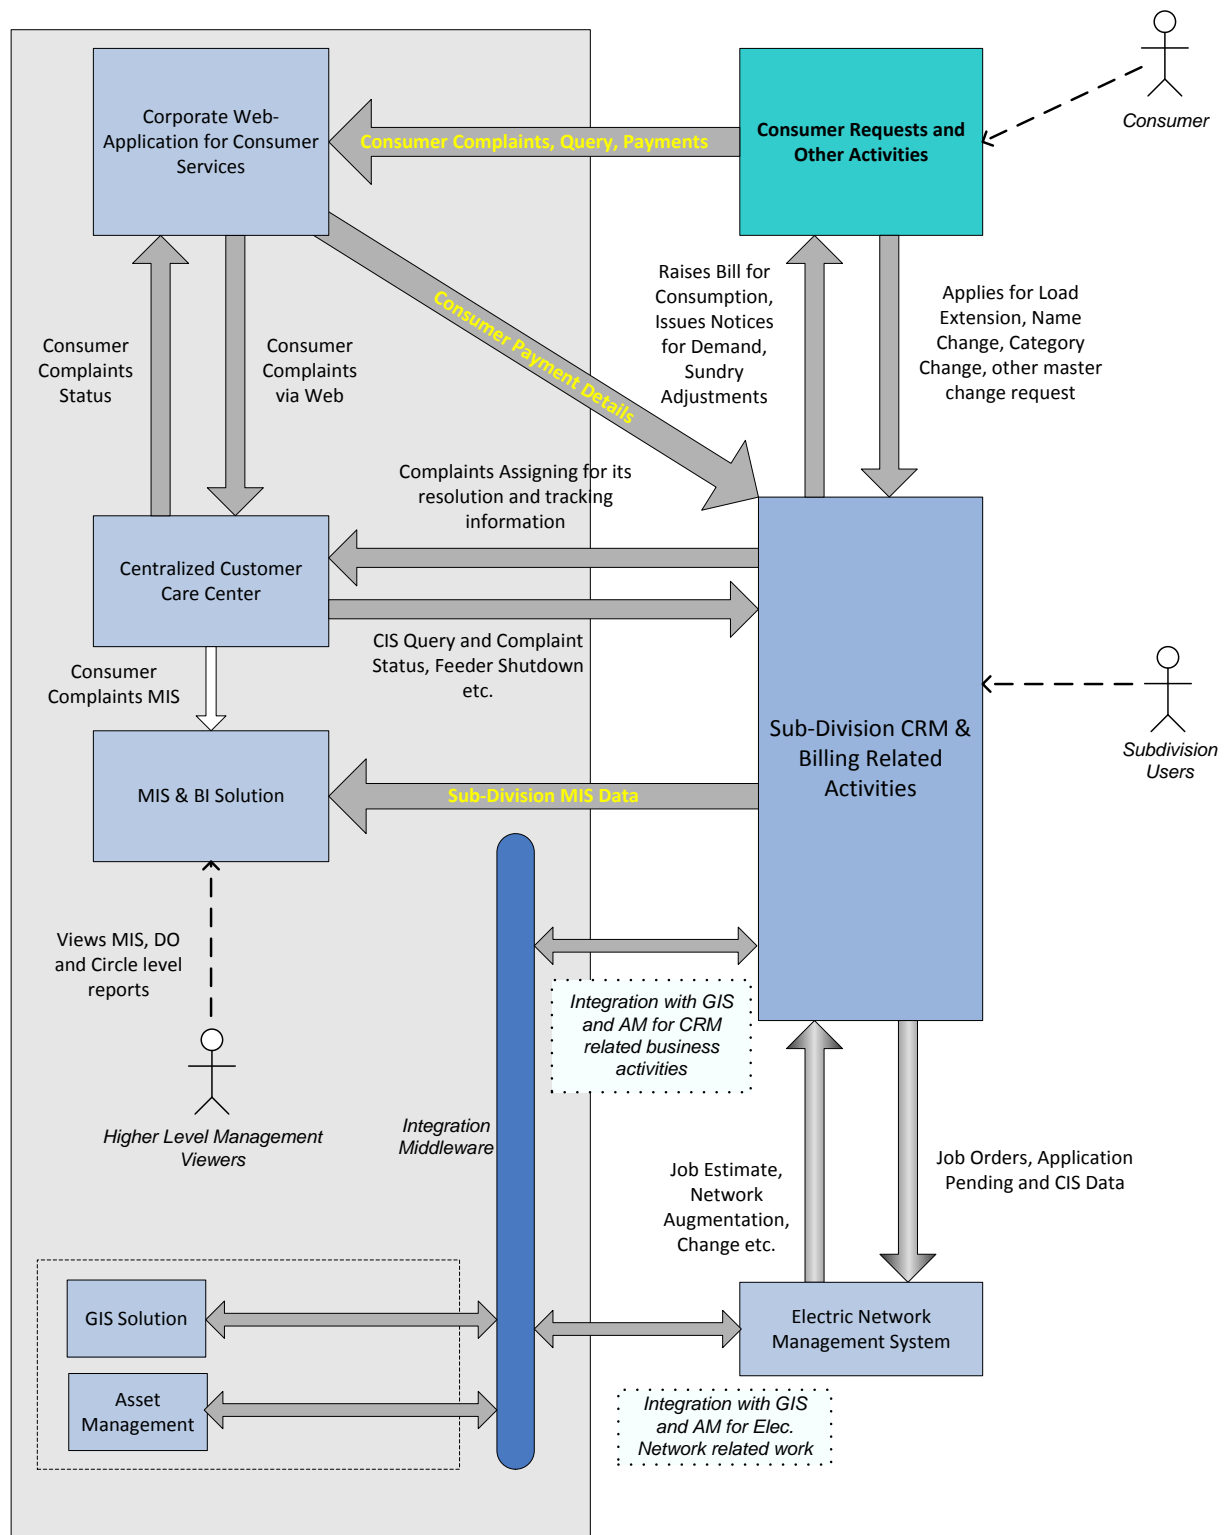 Corporate Web-
Application for Consumer
Services
Consumer Complaints, Query, Payments
Consumer Requests and
Other Activities
Consumer
Consumer
Complaints
Status
Consumer
Complaints
via Web
Consumer Payment Details
Raises Bill for
Consumption,
Issues Notices
for Demand,
Sundry
Adjustments
Applies for Load
Extension, Name
Change, Category
Change, other master
change request
Complaints Assigning for its
resolution and tracking
information
Centralized Customer
Care Center
CIS Query and Complaint
Status, Feeder Shutdown
etc.
Consumer
Complaints MIS
Sub-Division CRM &
Billing Related
Activities
Subdivision
Users
MIS & BI Solution
Sub-Division MIS Data
Views MIS, DO
and Circle level
reports
Integration with GIS
and AM for CRM
related business
activities
Higher Level Management
Viewers
Integration
Middleware
Job Estimate,
Network
Augmentation,
Change etc.
Job Orders, Application
Pending and CIS Data
GIS Solution
Electric Network
Management System
Asset
Management
Integration with GIS
and AM for Elec.
Network related work